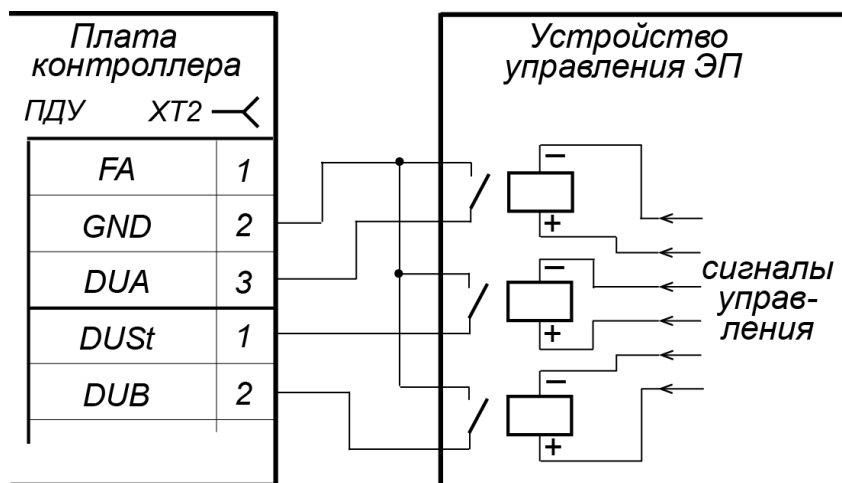 Плата
контроллера
ПДУ XT2
FA 1
GND 2
DUA 3
DUSt 1
DUB 2
Устройство
управления ЭП
−
+
−
+
−
+
сигналы
управ-
ления